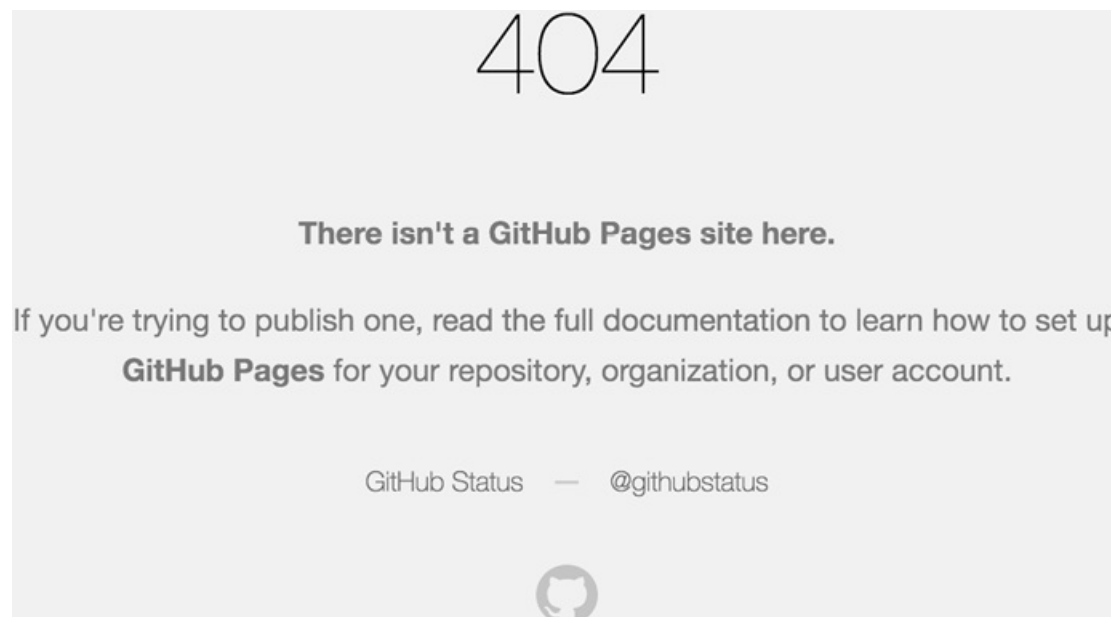 404
There isn't a GitHub Pages site here.
If you're trying to publish one, read the full documentation to learn how to set up
GitHub Pages for your repository, organization, or user account.
GitHub Status — @githubstatus